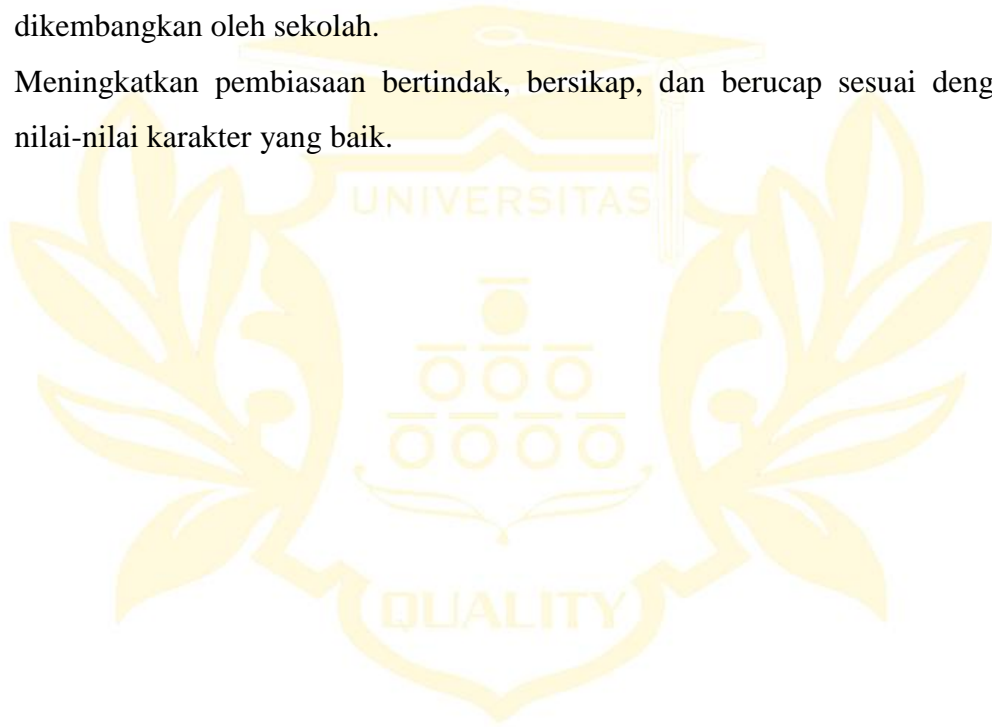 dikembangkan oleh sekolah.
Meningkatkan pembiasaan bertindak, bersikap, dan berucap sesuai deng
nilai-nilai karakter yang baik.
UNIVERSITAS
QUALITY